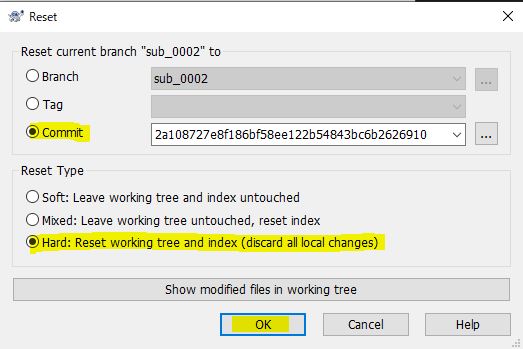 Reset
Reset current branch "sub_0002" to
Branch
sub_0002
...
Tag
Commit
2a108727e8f186bf58ee122b54843bc6b2626910
...
Reset Type
Soft: Leave working tree and index untouched
Mixed: Leave working tree untouched, reset index
Hard: Reset working tree and index (discard all local changes)
Show modified files in working tree
OK
Cancel
Help